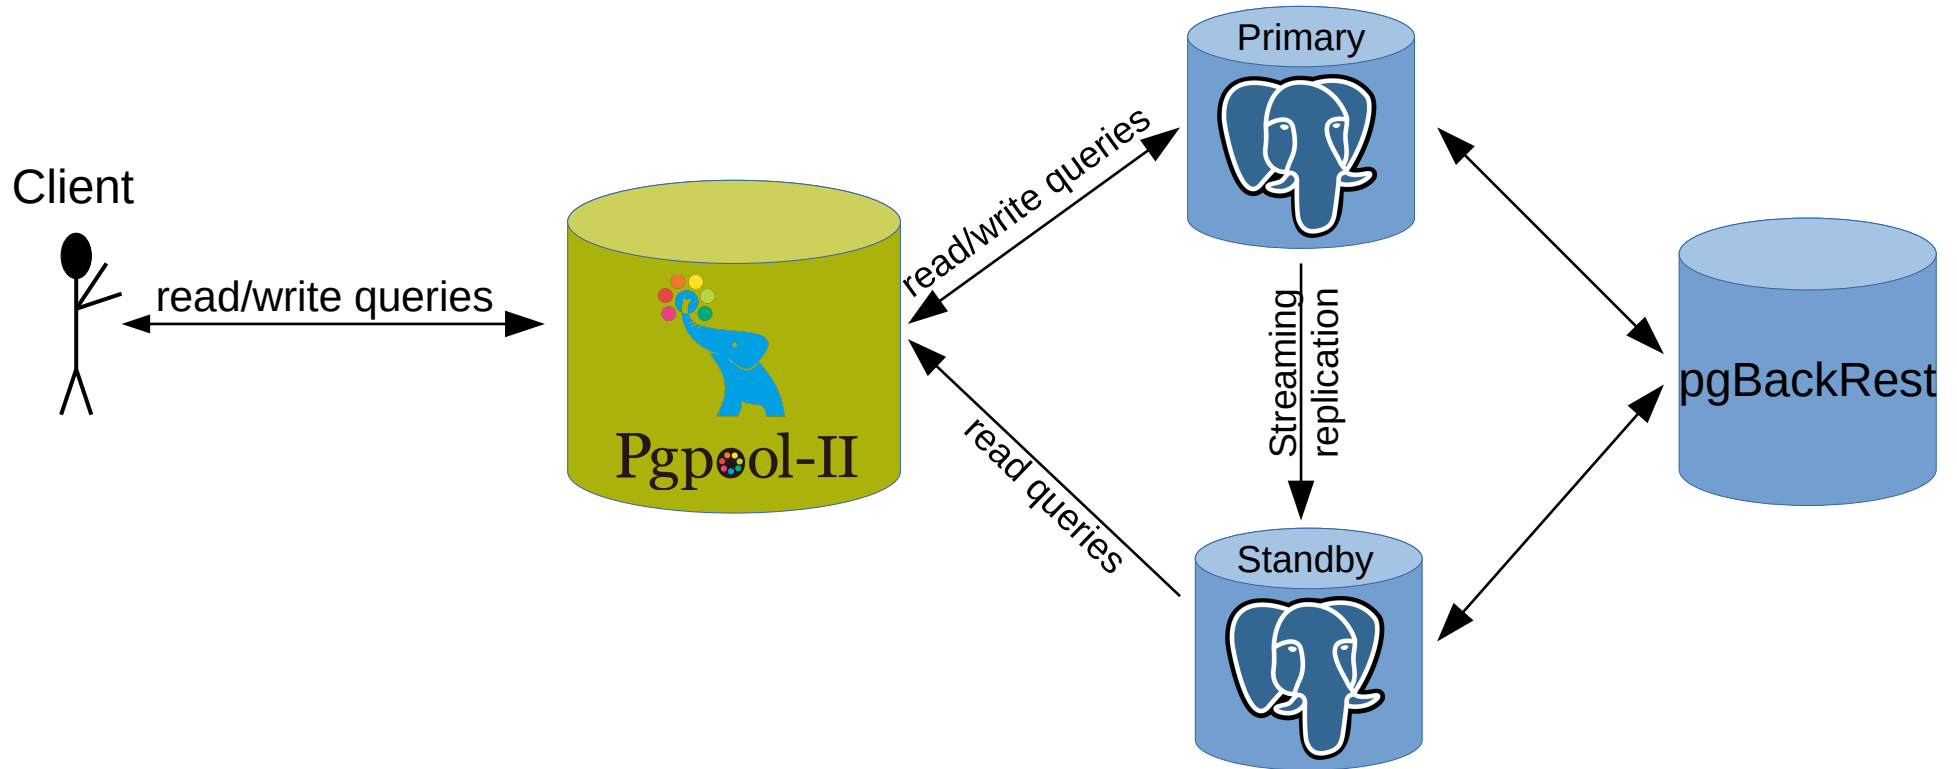 Client
read/write queries
Pgpool-II
read/write queries
read queries
Primary
Streaming
replication
Standby
pgBackRest